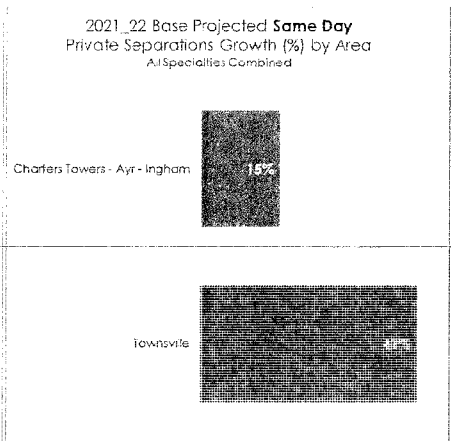 2021_22 Base Projected Same Day
Private Separations Growth (%) by Area
All Specialties Combined
Charters Towers - Ayr - Ingham
15%
Townsville